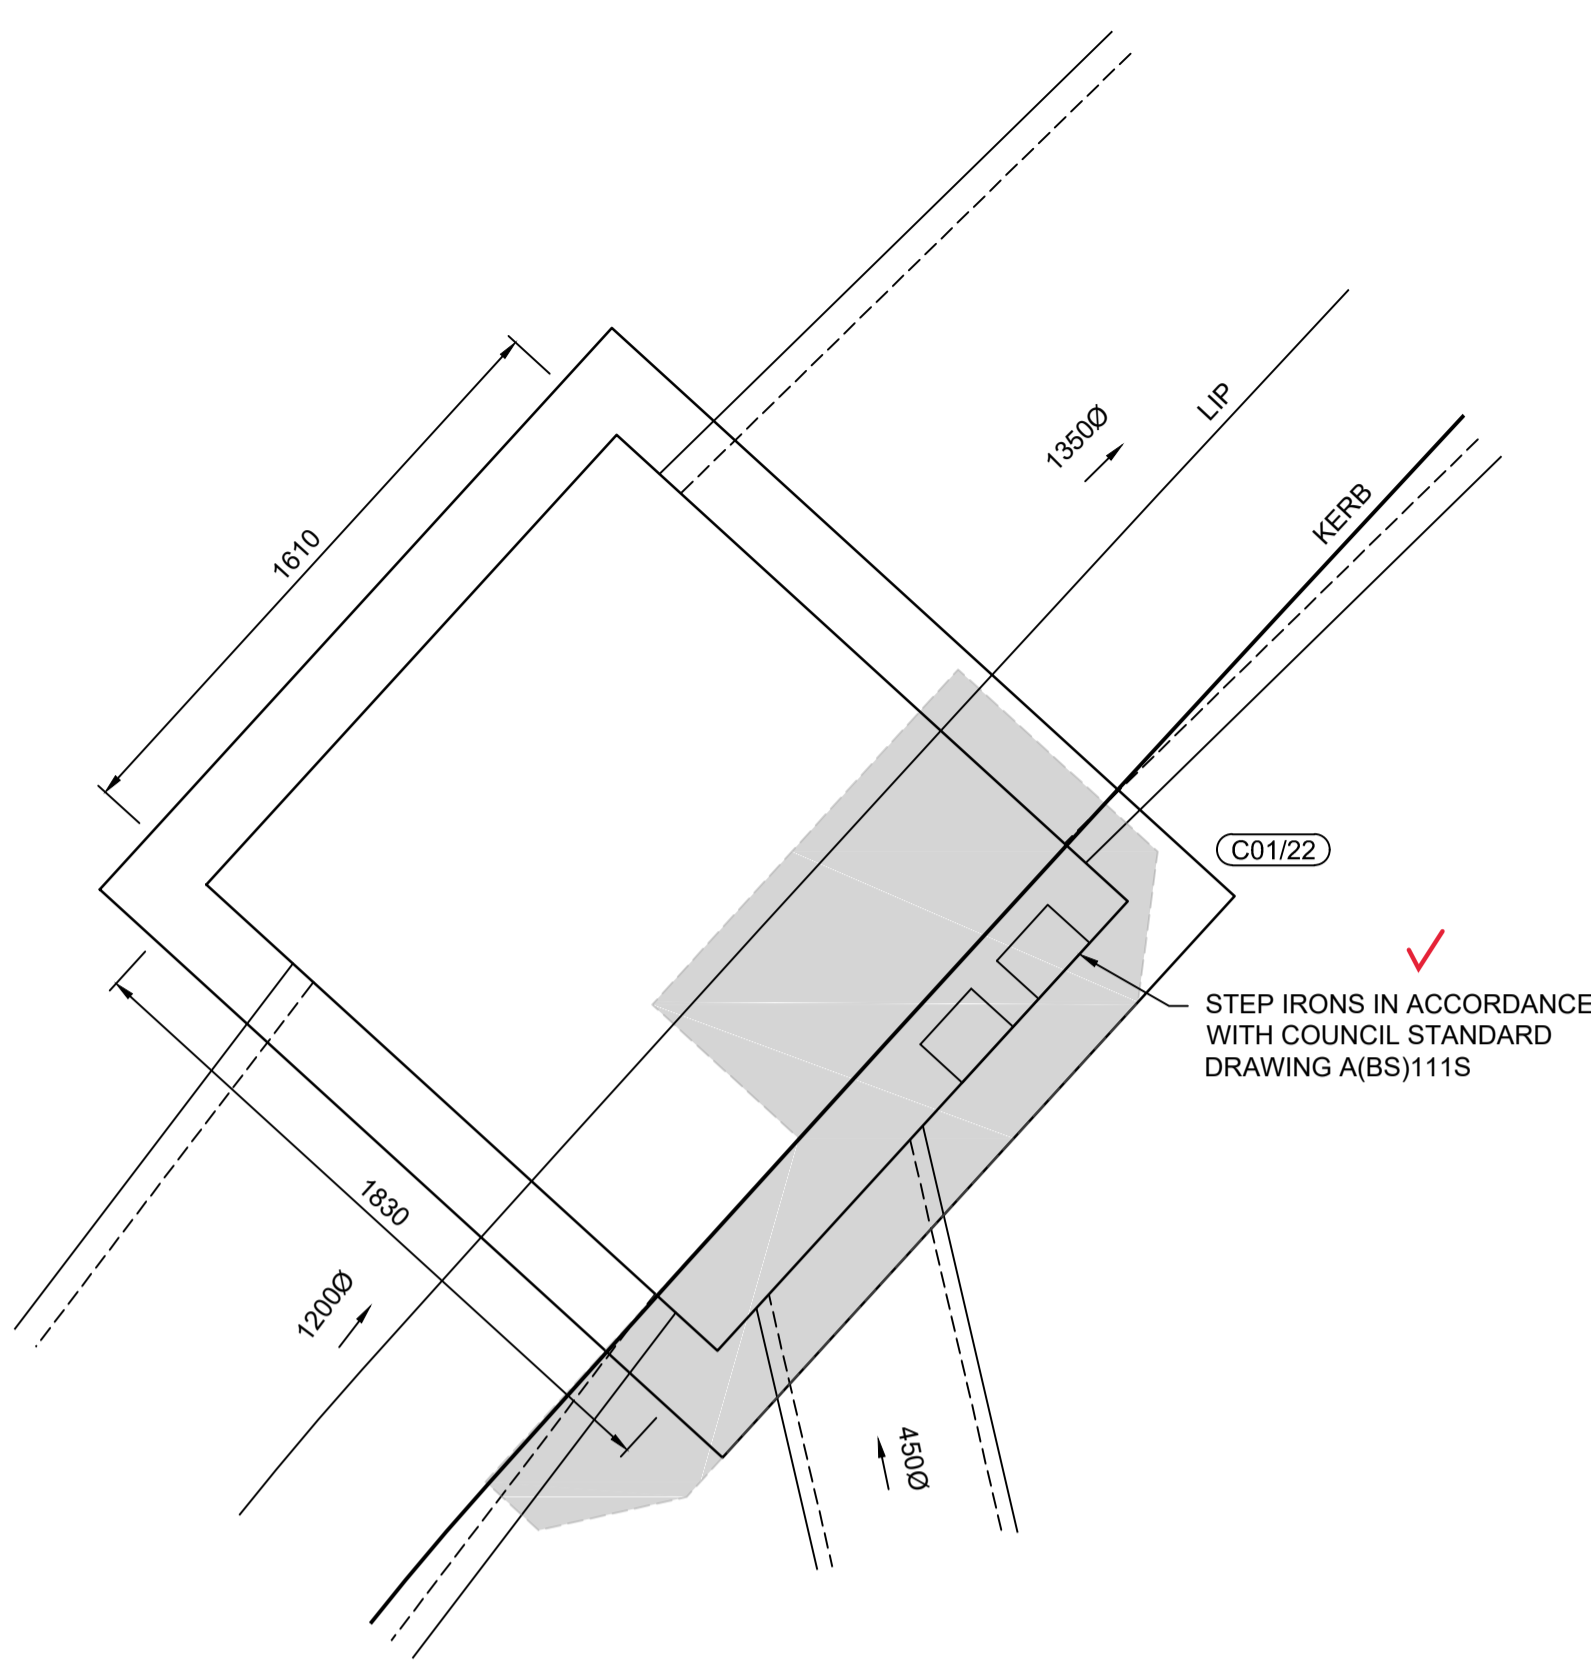 1350Ø
LIP
KERB
1610
C01/22
STEP IRONS IN ACCORDANCE
WITH COUNCIL STANDARD
DRAWING A(BS)111S
1830
1200Ø
450Ø